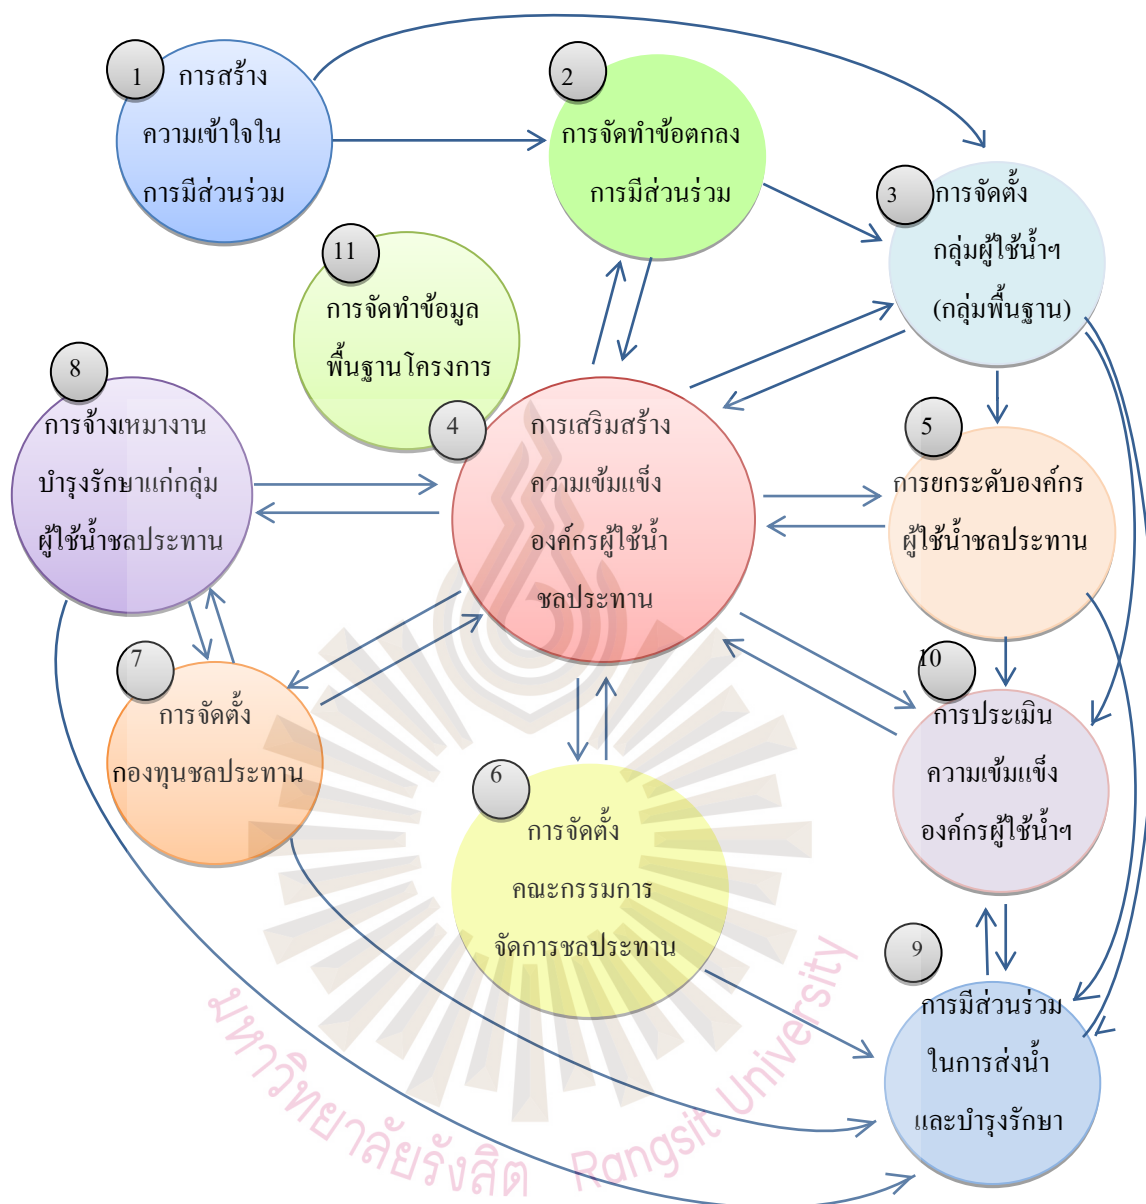 1
การสร้าง
ความเข้าใจใน
การมีส่วนร่วม
2
การจัดทำข้อตกลง
การมีส่วนร่วม
3
การจัดตั้ง
กลุ่มผู้ใช้น้ำฯ
(กลุ่มพื้นฐาน)
11
การจัดทำข้อมูล
พื้นฐานโครงการ
8
การจ้างเหมางาน
บำรุงรักษาแก่กลุ่ม
ผู้ใช้น้ำชลประทาน
4
การเสริมสร้าง
ความเข้มแข็ง
องค์กรผู้ใช้น้ำ
ชลประทาน
5
การยกระดับองค์กร
ผู้ใช้น้ำชลประทาน
7
การจัดตั้ง
กองทุนชลประทาน
10
การประเมิน
ความเข้มแข็ง
องค์กรผู้ใช้น้ำฯ
6
การจัดตั้ง
คณะกรรมการ
จัดการชลประทาน
9
การมีส่วนร่วม
ในการส่งน้ำ
และบำรุงรักษา
มหาวิทยาลัยรังสิต Rangsit University